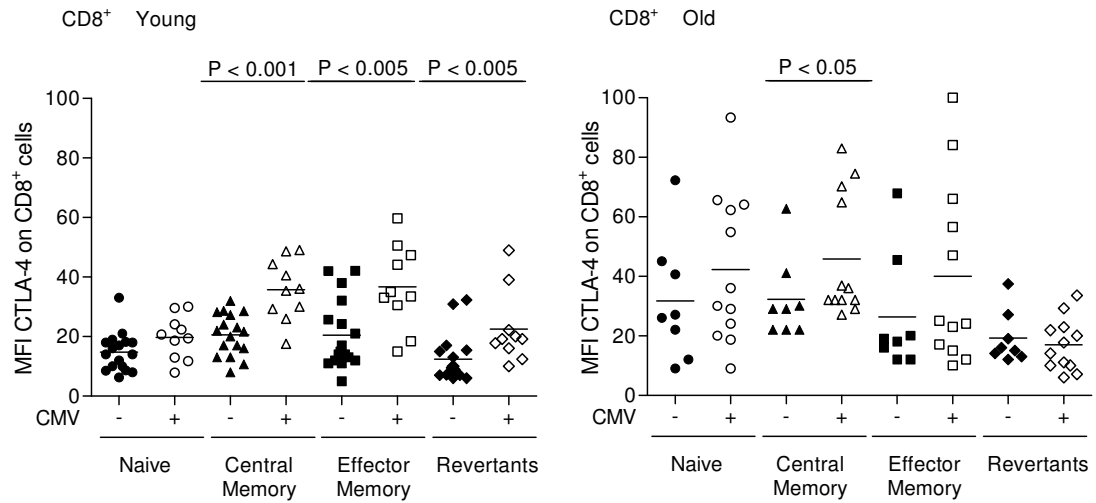 CD8+ Young
P < 0.001 P < 0.005 P < 0.005
MFI CTLA-4 on CD8+ cells
100
80
60
40
20
0
CMV - + - + - + - +
Naive Central Memory Effector Memory Revertants
CD8+ Old
P < 0.05
MFI CTLA-4 on CD8+ cells
100
80
60
40
20
0
- + - + - + - +
Naive Central Memory Effector Memory Revertants
CMV